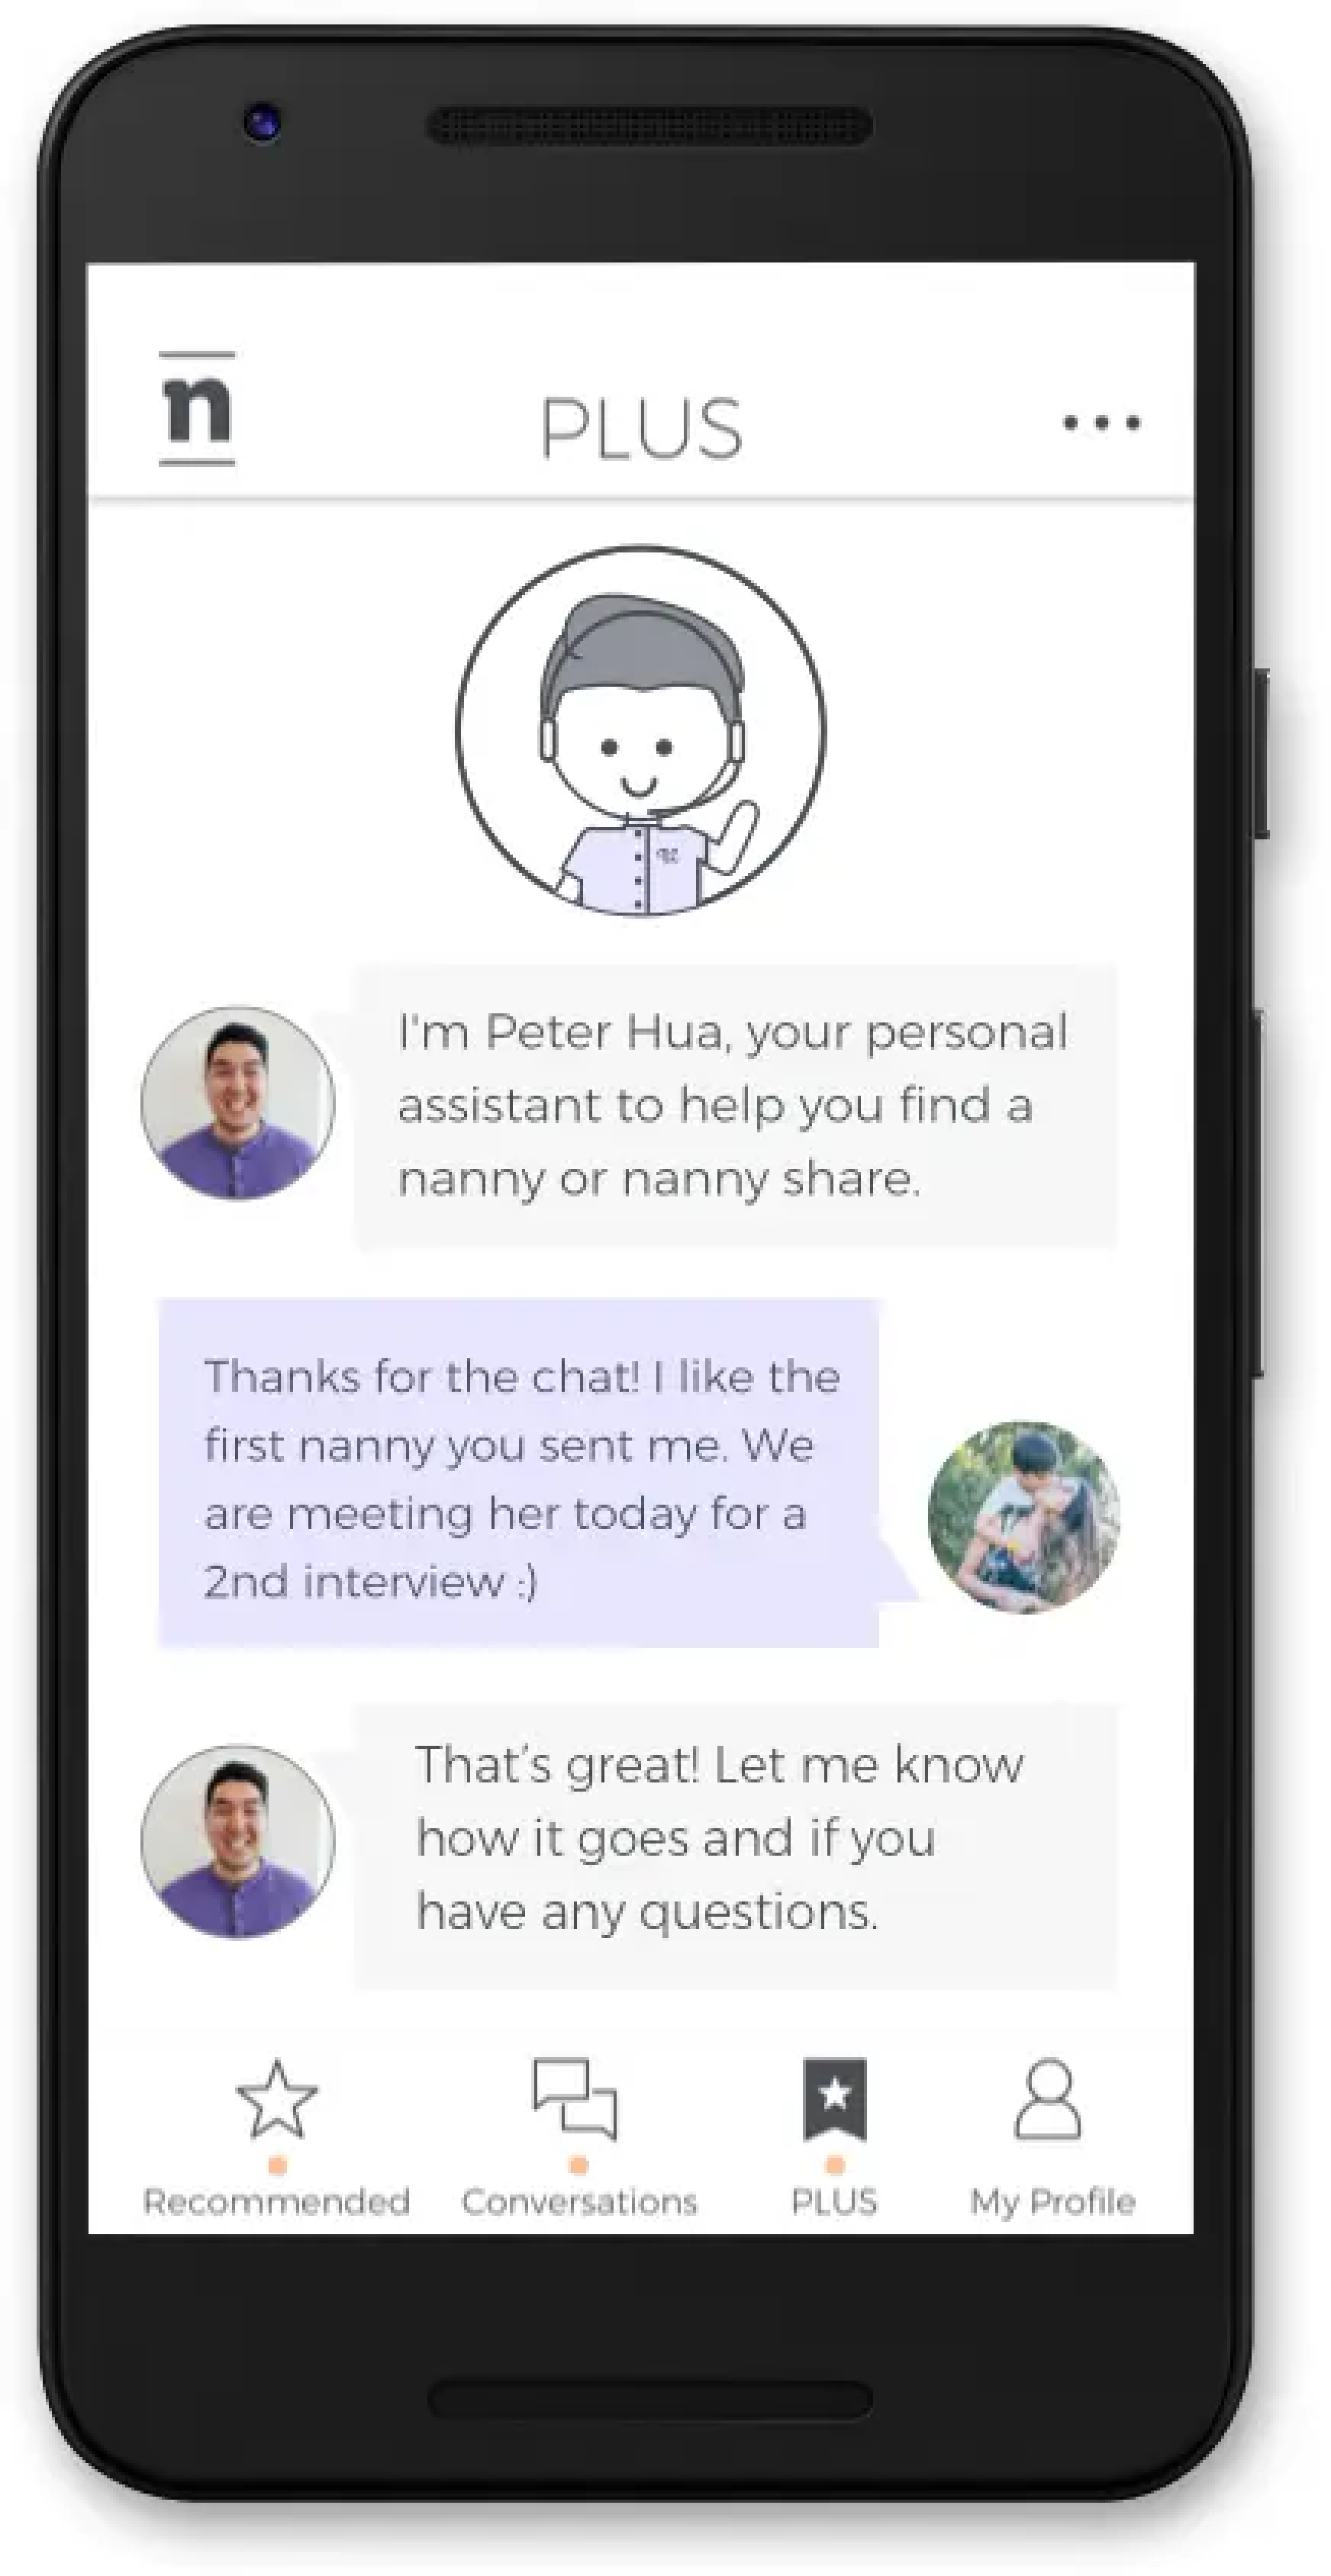 n
PLUS
I'm Peter Hua, your personal
assistant to help you find a
nanny or nanny share.
Thanks for the chat! I like the
first nanny you sent me. We
are meeting her today for a
2nd interview :)
That's great! Let me know
how it goes and if you
have any questions.
Recommended Conversations PLUS My Profile